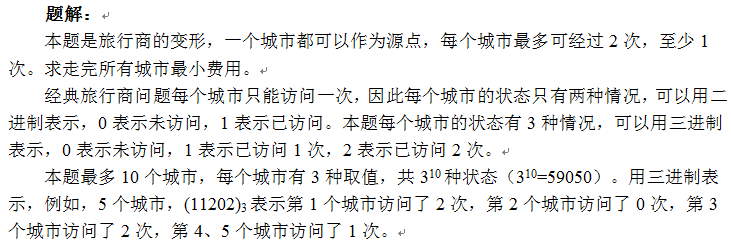 题解：
本题是旅行商的变形，一个城市都可以作为源点，每个城市最多可经过 2 次，至少 1
次。求走完所有城市最小费用。
经典旅行商问题每个城市只能访问一次，因此每个城市的状态只有两种情况，可以用二
进制表示，0 表示未访问，1 表示已访问。本题每个城市的状态有 3 种情况，可以用三进制
表示，0 表示未访问，1 表示已访问 1 次，2 表示已访问 2 次。
本题最多 10 个城市，每个城市有 3 种取值，共 3¹⁰ 种状态（3¹⁰=59050）。用三进制表
示，例如，5 个城市，(11202)₃ 表示第 1 个城市访问了 2 次，第 2 个城市访问了 0 次，第 3
个城市访问了 2 次，第 4、5 个城市访问了 1 次。